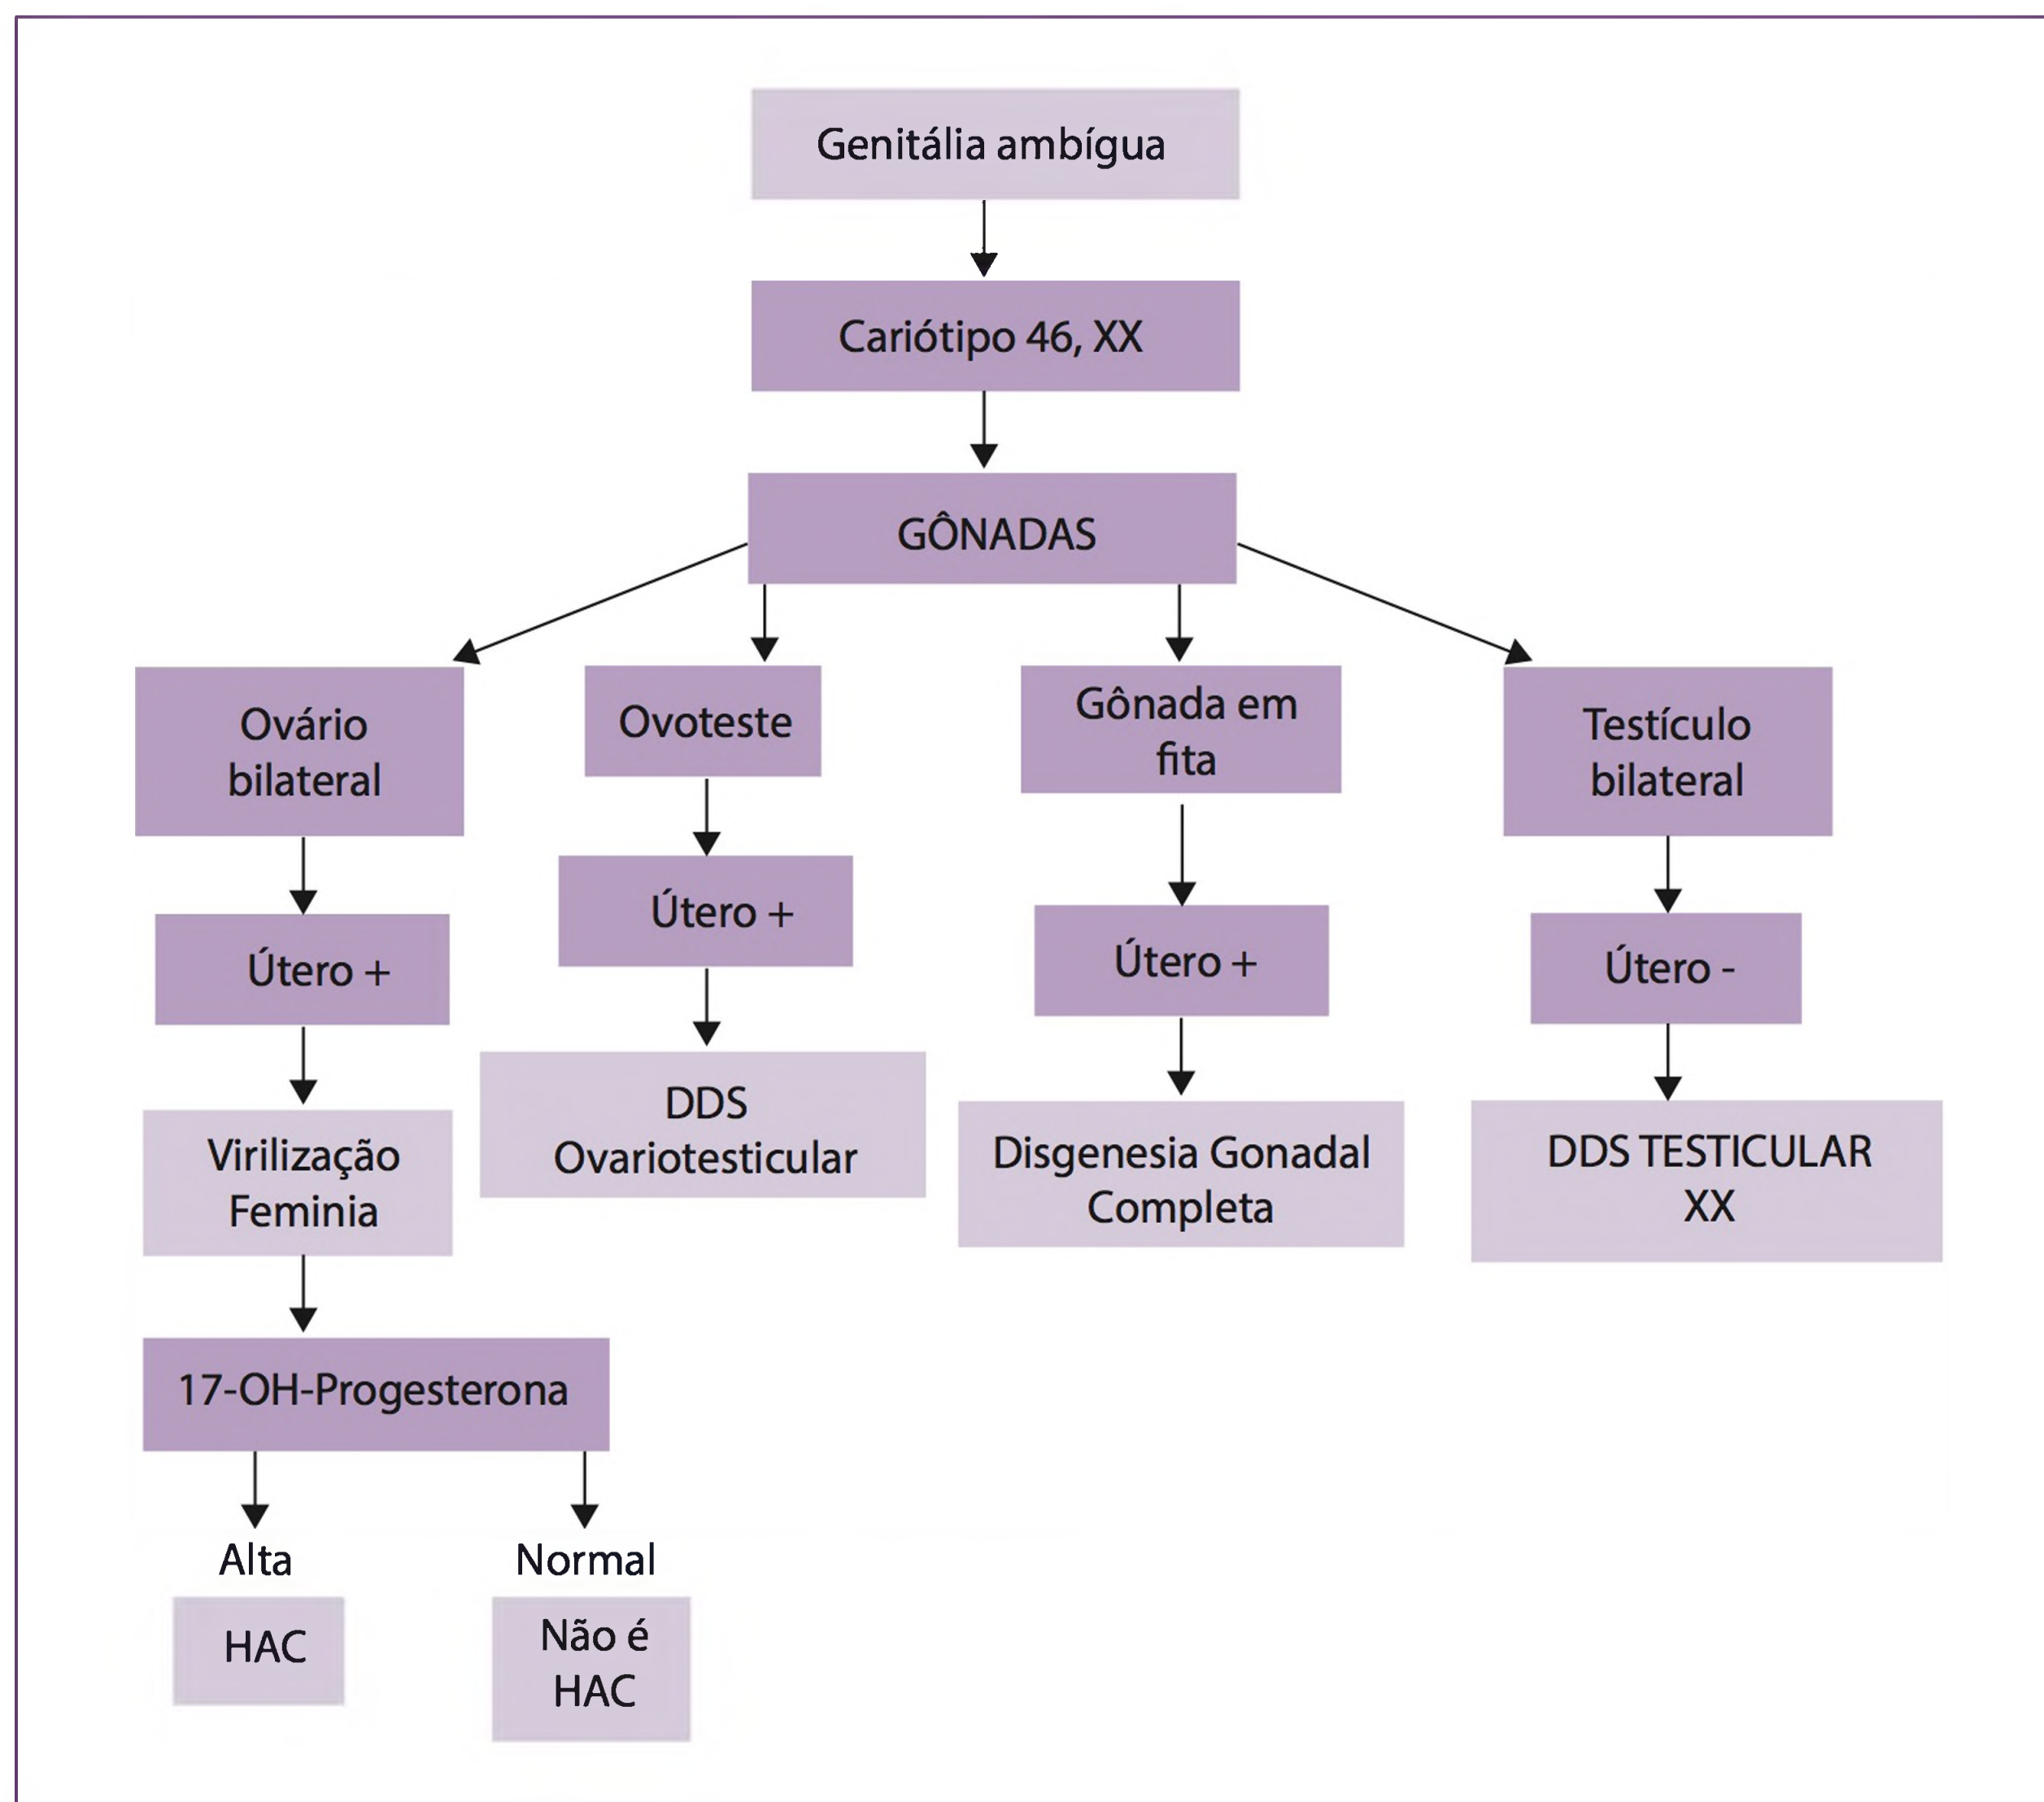 Genitália ambígua
Cariótipo 46, XX
GÔNADAS
Ovário
bilateral
Útero +
Virilização
Feminia
17-OH-Progesterona
Alta
HAC
Normal
Não é
HAC
Ovoteste
Útero +
DDS
Ovariotesticular
Gônada em
fita
Útero +
Disgenesia Gonadal
Completa
Testículo
bilateral
Útero -
DDS TESTICULAR
XX